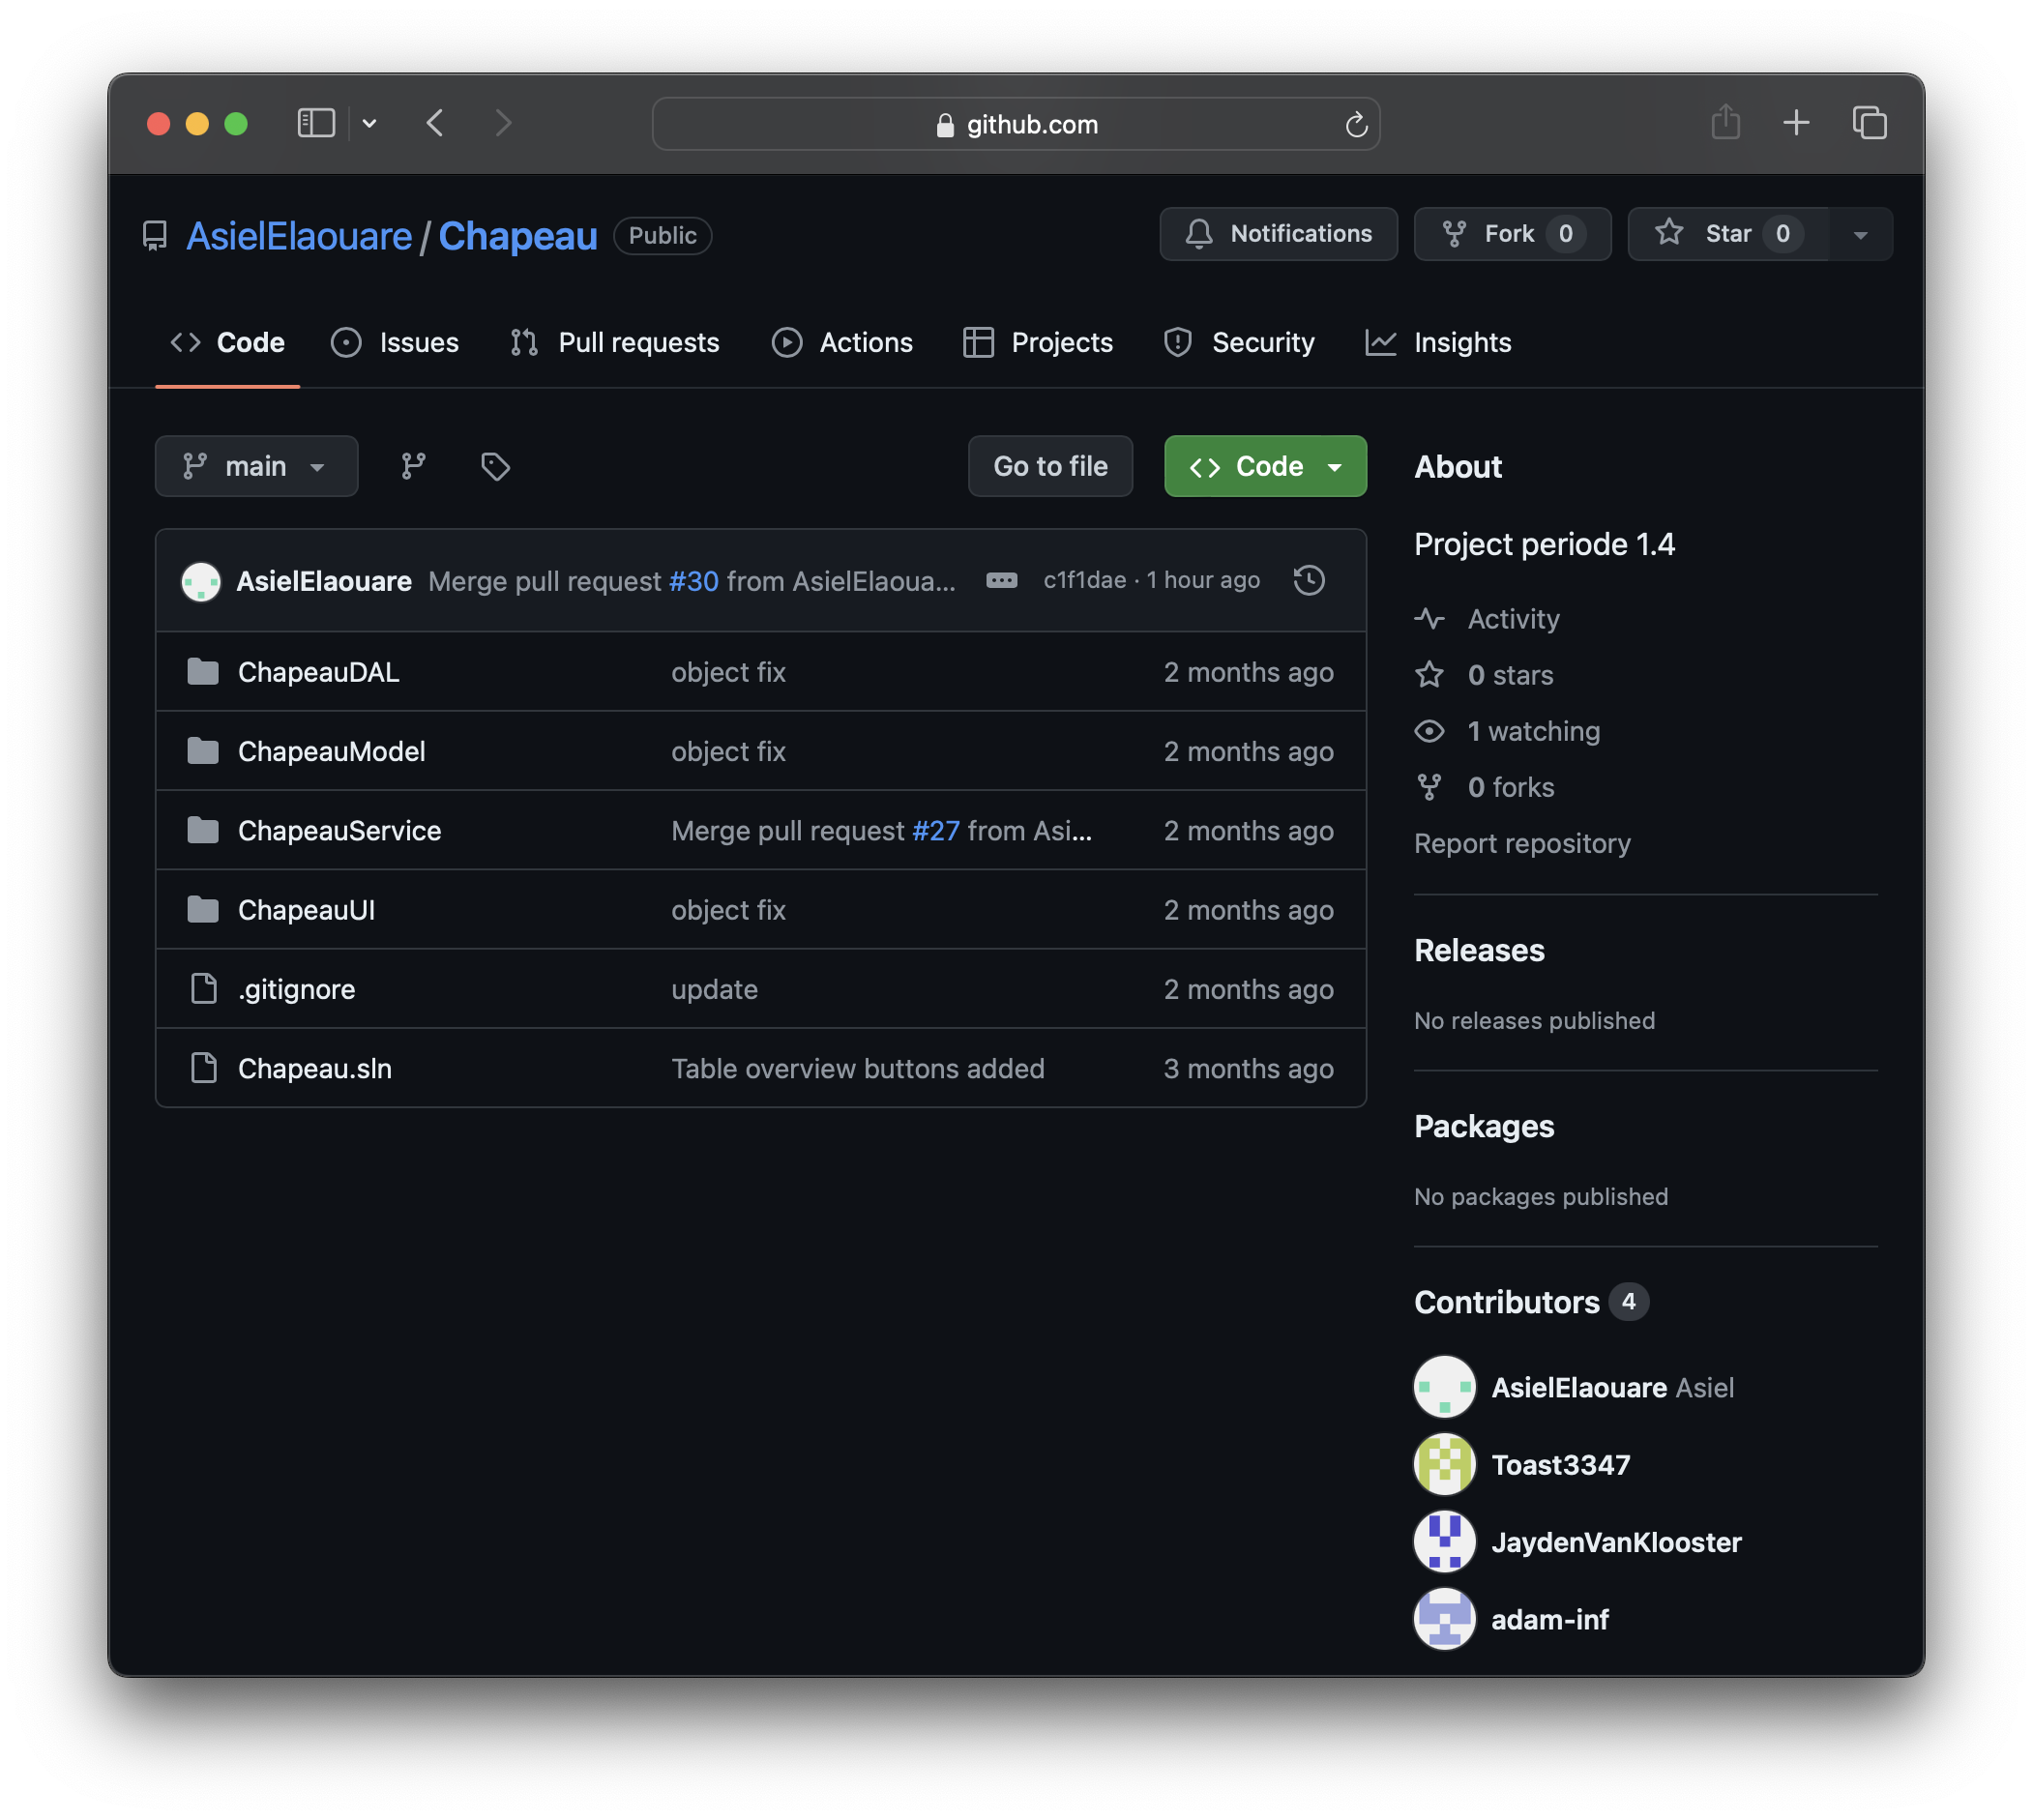 github.com
AsielElaouare / Chapeau Public
Notifications Fork 0 Star 0
Code Issues Pull requests Actions Projects Security Insights
main Go to file Code
AsielElaouare Merge pull request #30 from AsielElaoua... c1f1dae · 1 hour ago
ChapeauDAL object fix 2 months ago
ChapeauModel object fix 2 months ago
ChapeauService Merge pull request #27 from Asi... 2 months ago
ChapeauUI object fix 2 months ago
.gitignore update 2 months ago
Chapeau.sln Table overview buttons added 3 months ago
About
Project periode 1.4
Activity
0 stars
1 watching
0 forks
Report repository
Releases
No releases published
Packages
No packages published
Contributors 4
AsielElaouare Asiel
Toast3347
JaydenVanKlooster
adam-inf